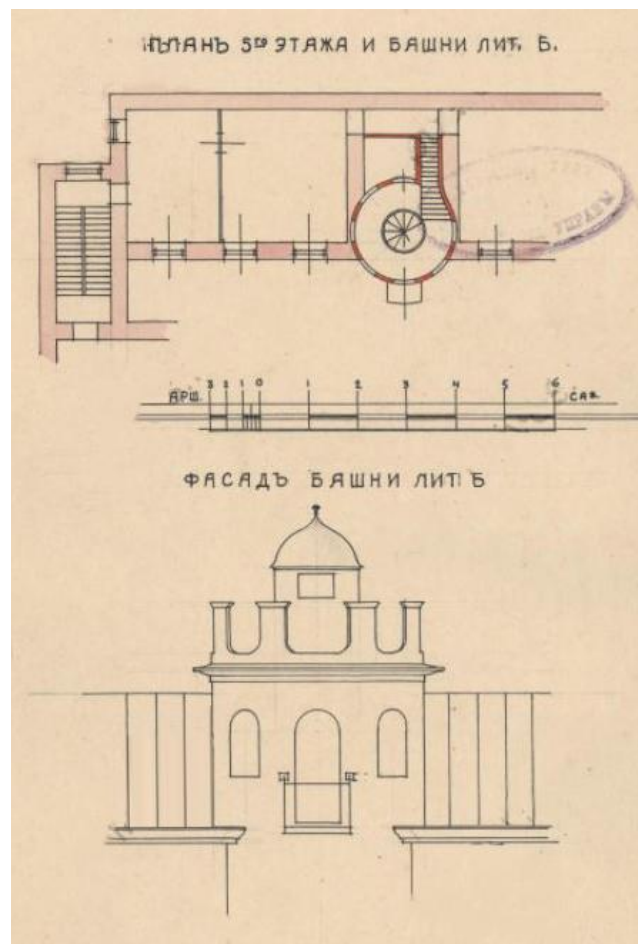 ПЛАНЪ 5го ЭТАЖА И БАШНИ ЛИТ. Б.
АРШ. 3 2 1 0 1 2 3 4 5 6 САЖ.
ФАСАДЪ БАШНИ ЛИТ Б